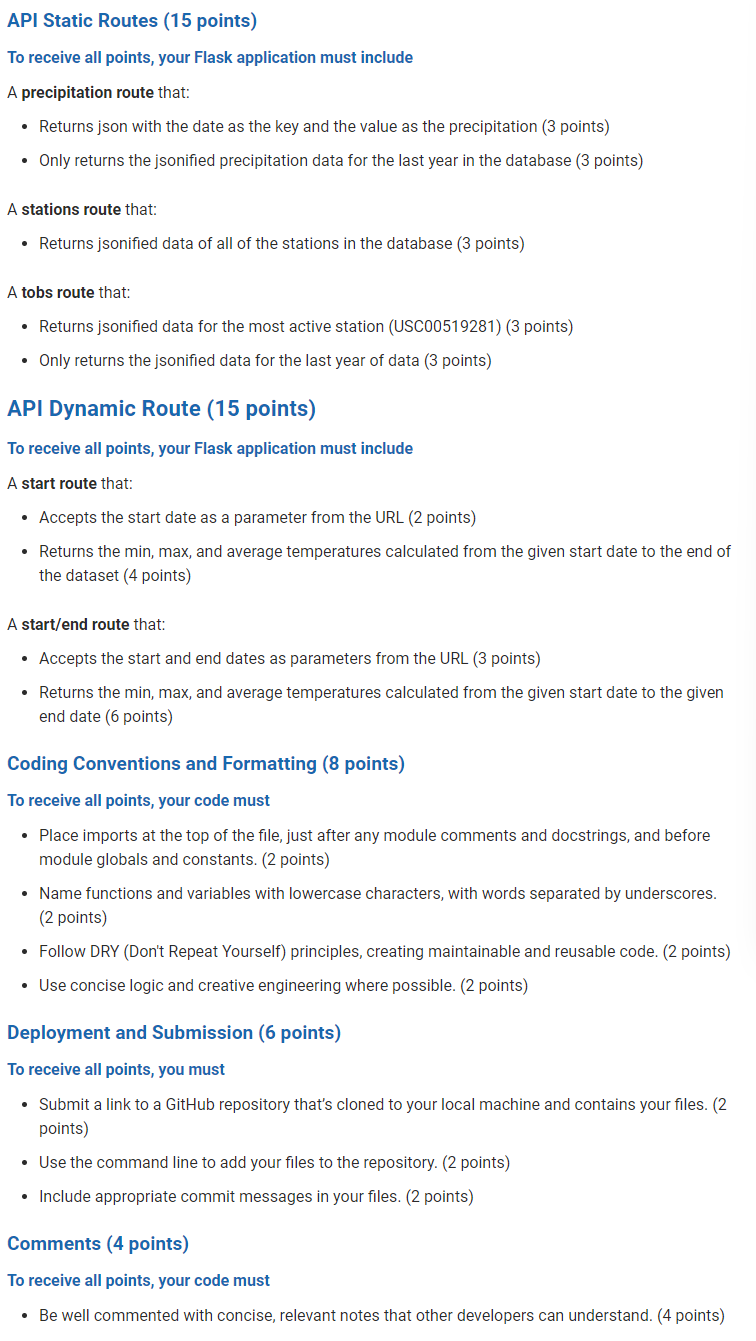 API Static Routes (15 points)
To receive all points, your Flask application must include
A precipitation route that:
• Returns json with the date as the key and the value as the precipitation (3 points)
• Only returns the jsonified precipitation data for the last year in the database (3 points)
A stations route that:
• Returns jsonified data of all of the stations in the database (3 points)
A tobs route that:
• Returns jsonified data for the most active station (USC00519281) (3 points)
• Only returns the jsonified data for the last year of data (3 points)
API Dynamic Route (15 points)
To receive all points, your Flask application must include
A start route that:
• Accepts the start date as a parameter from the URL (2 points)
• Returns the min, max, and average temperatures calculated from the given start date to the end of
the dataset (4 points)
A start/end route that:
• Accepts the start and end dates as parameters from the URL (3 points)
• Returns the min, max, and average temperatures calculated from the given start date to the given
end date (6 points)
Coding Conventions and Formatting (8 points)
To receive all points, your code must
• Place imports at the top of the file, just after any module comments and docstrings, and before
module globals and constants. (2 points)
• Name functions and variables with lowercase characters, with words separated by underscores.
(2 points)
• Follow DRY (Don't Repeat Yourself) principles, creating maintainable and reusable code. (2 points)
• Use concise logic and creative engineering where possible. (2 points)
Deployment and Submission (6 points)
To receive all points, you must
• Submit a link to a GitHub repository that’s cloned to your local machine and contains your files. (2
points)
• Use the command line to add your files to the repository. (2 points)
• Include appropriate commit messages in your files. (2 points)
Comments (4 points)
To receive all points, your code must
• Be well commented with concise, relevant notes that other developers can understand. (4 points)